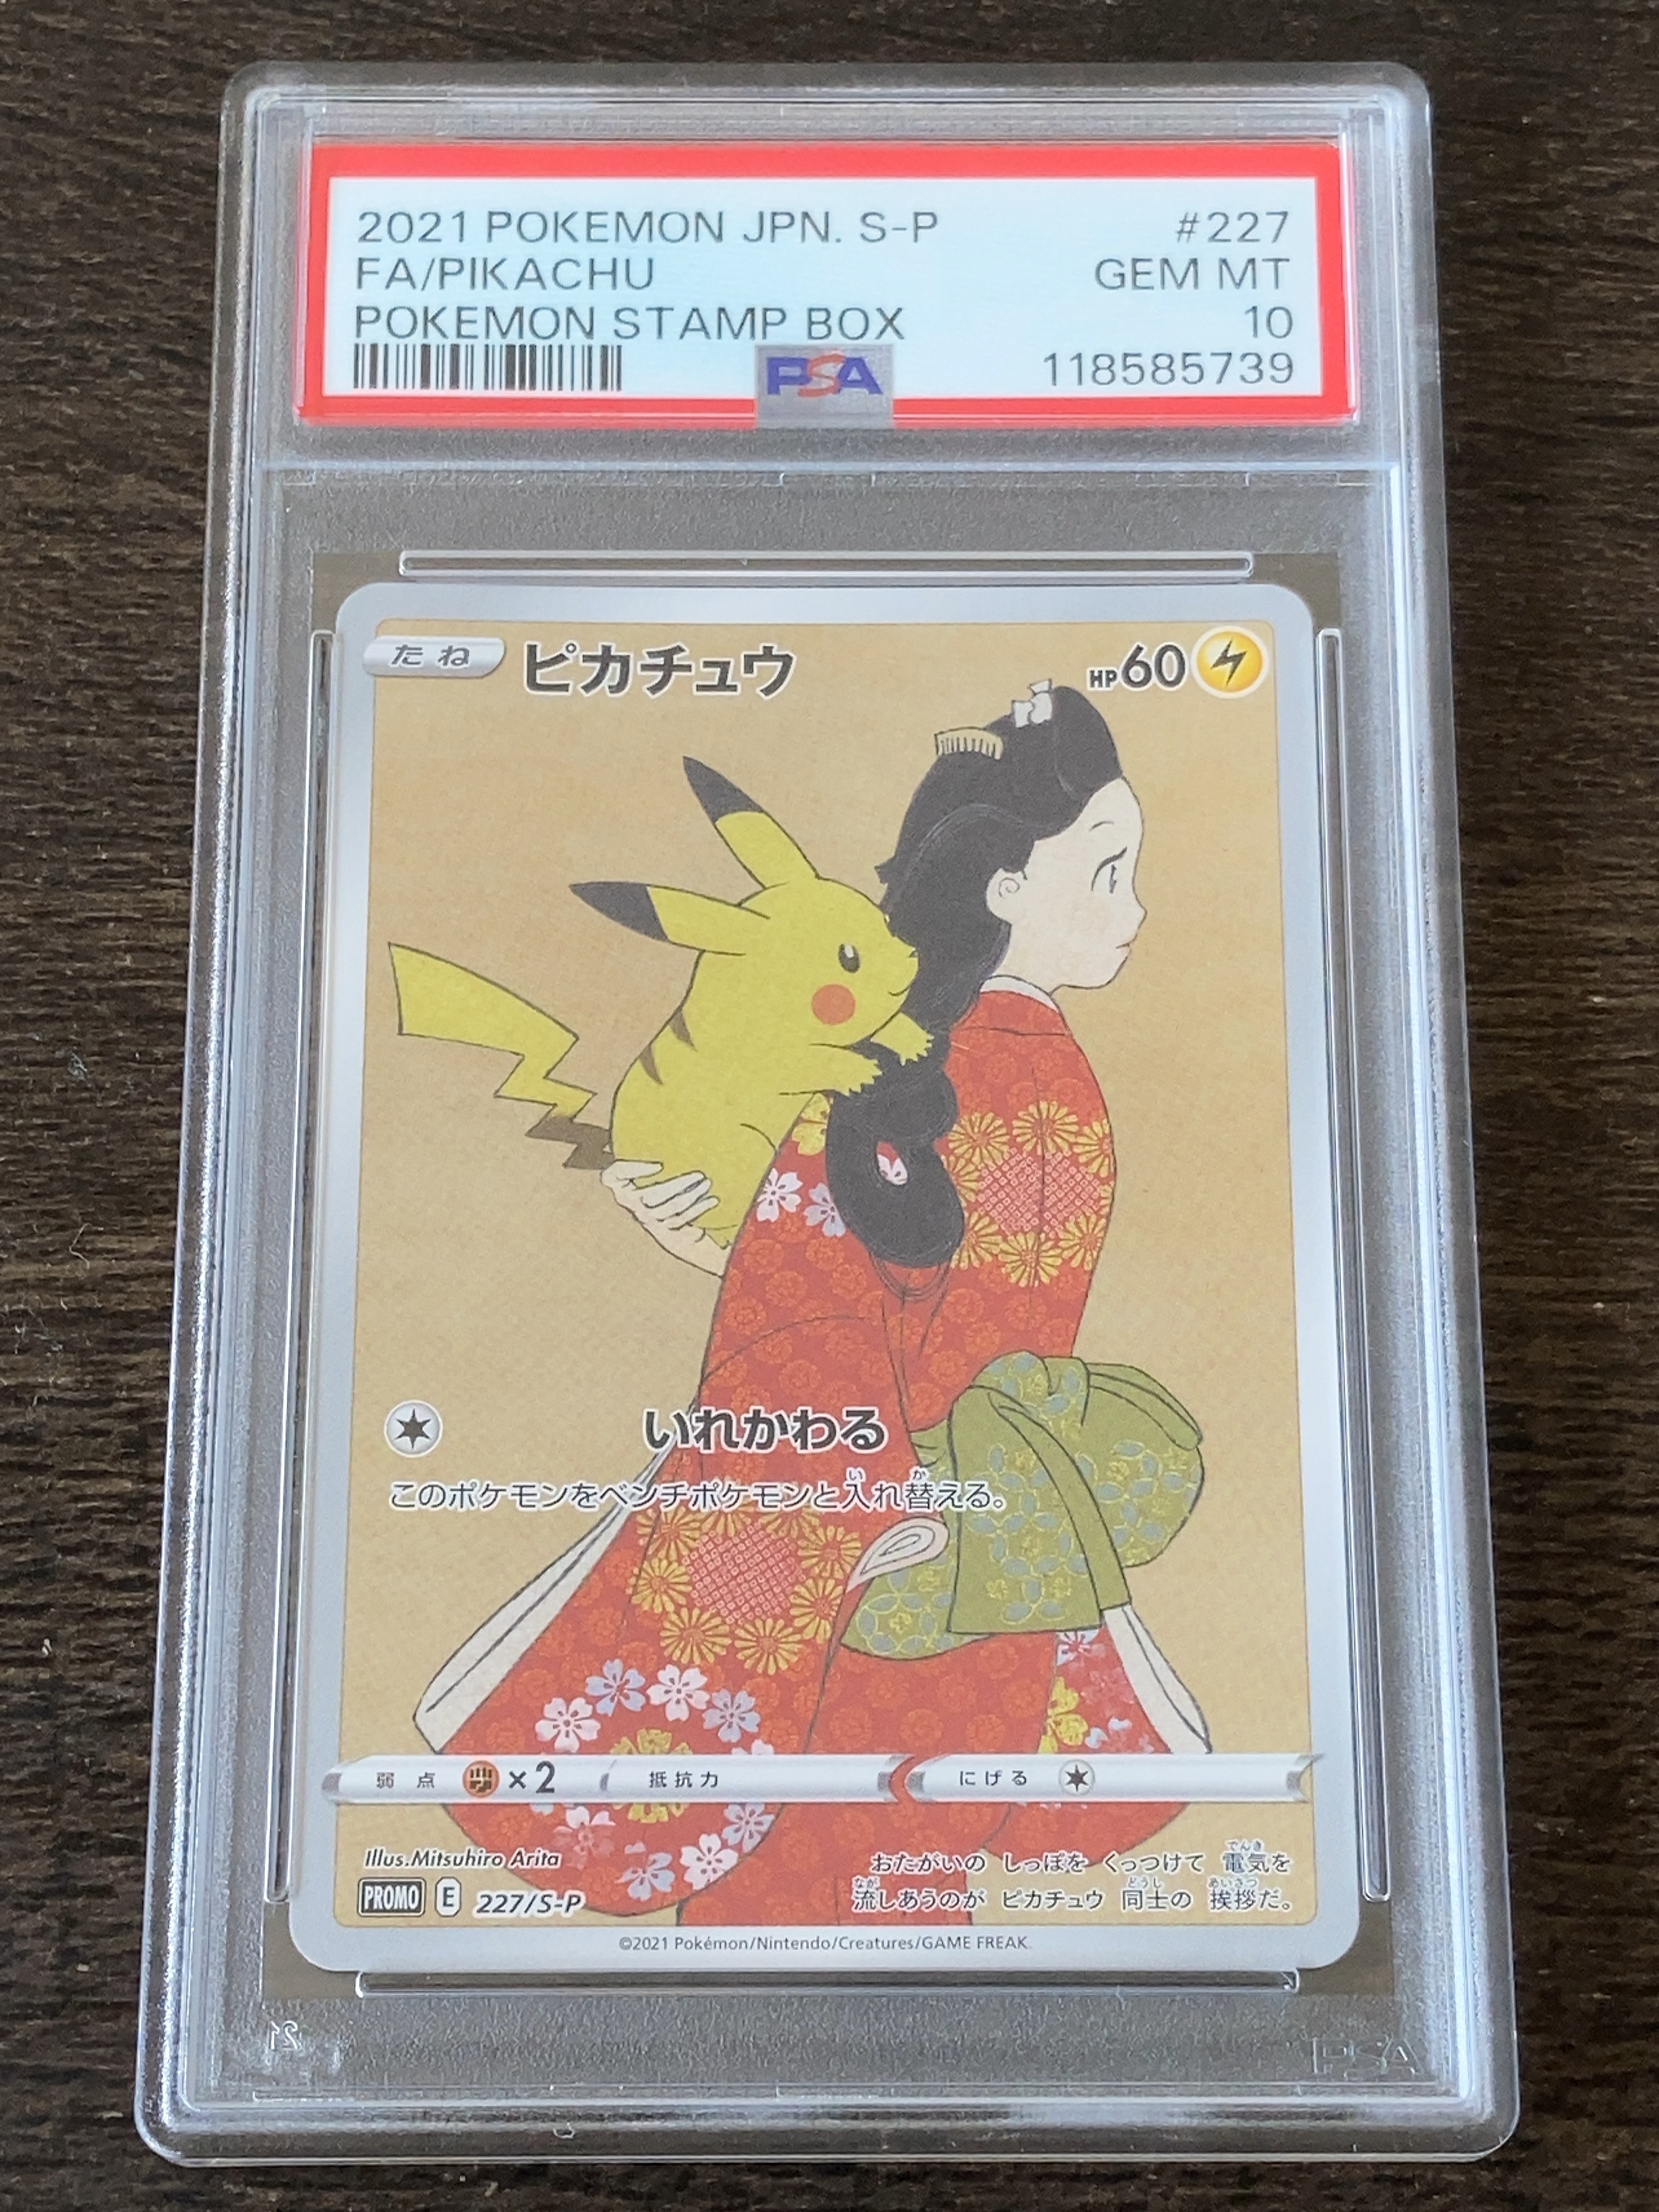 2021 POKEMON JPN. S-P #227
FA/PIKACHU GEM MT
POKEMON STAMP BOX 10
PSA 118585739
たね ピカチュウ HP60
いれかわる
このポケモンをベンチポケモンと入れ替える。
弱点 ×2 抵抗力 にげる
Illus.Mitsuhiro Arita
おたがいの しっぽを くっつけて 電気を
流しあうのが ピカチュウ 同士の 挨拶だ。
PROMO E 227/S-P
©2021 Pokémon/Nintendo/Creatures/GAME FREAK.
PSA